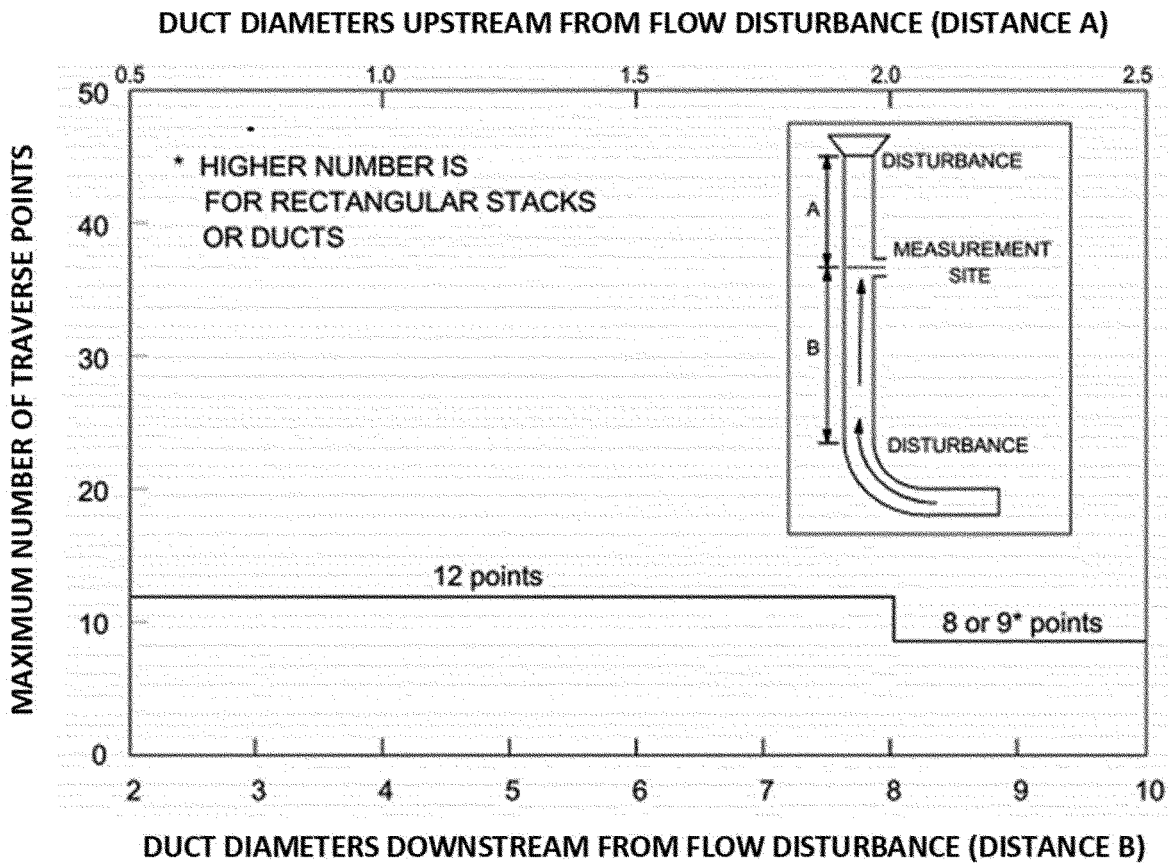 DUCT DIAMETERS UPSTREAM FROM FLOW DISTURBANCE (DISTANCE A)
0.5 1.0 1.5 2.0 2.5
MAXIMUM NUMBER OF TRAVERSE POINTS
50
40
30
20
10
0
* HIGHER NUMBER IS
FOR RECTANGULAR STACKS
OR DUCTS
DISTURBANCE
A
MEASUREMENT
SITE
B
DISTURBANCE
12 points
8 or 9* points
2 3 4 5 6 7 8 9 10
DUCT DIAMETERS DOWNSTREAM FROM FLOW DISTURBANCE (DISTANCE B)